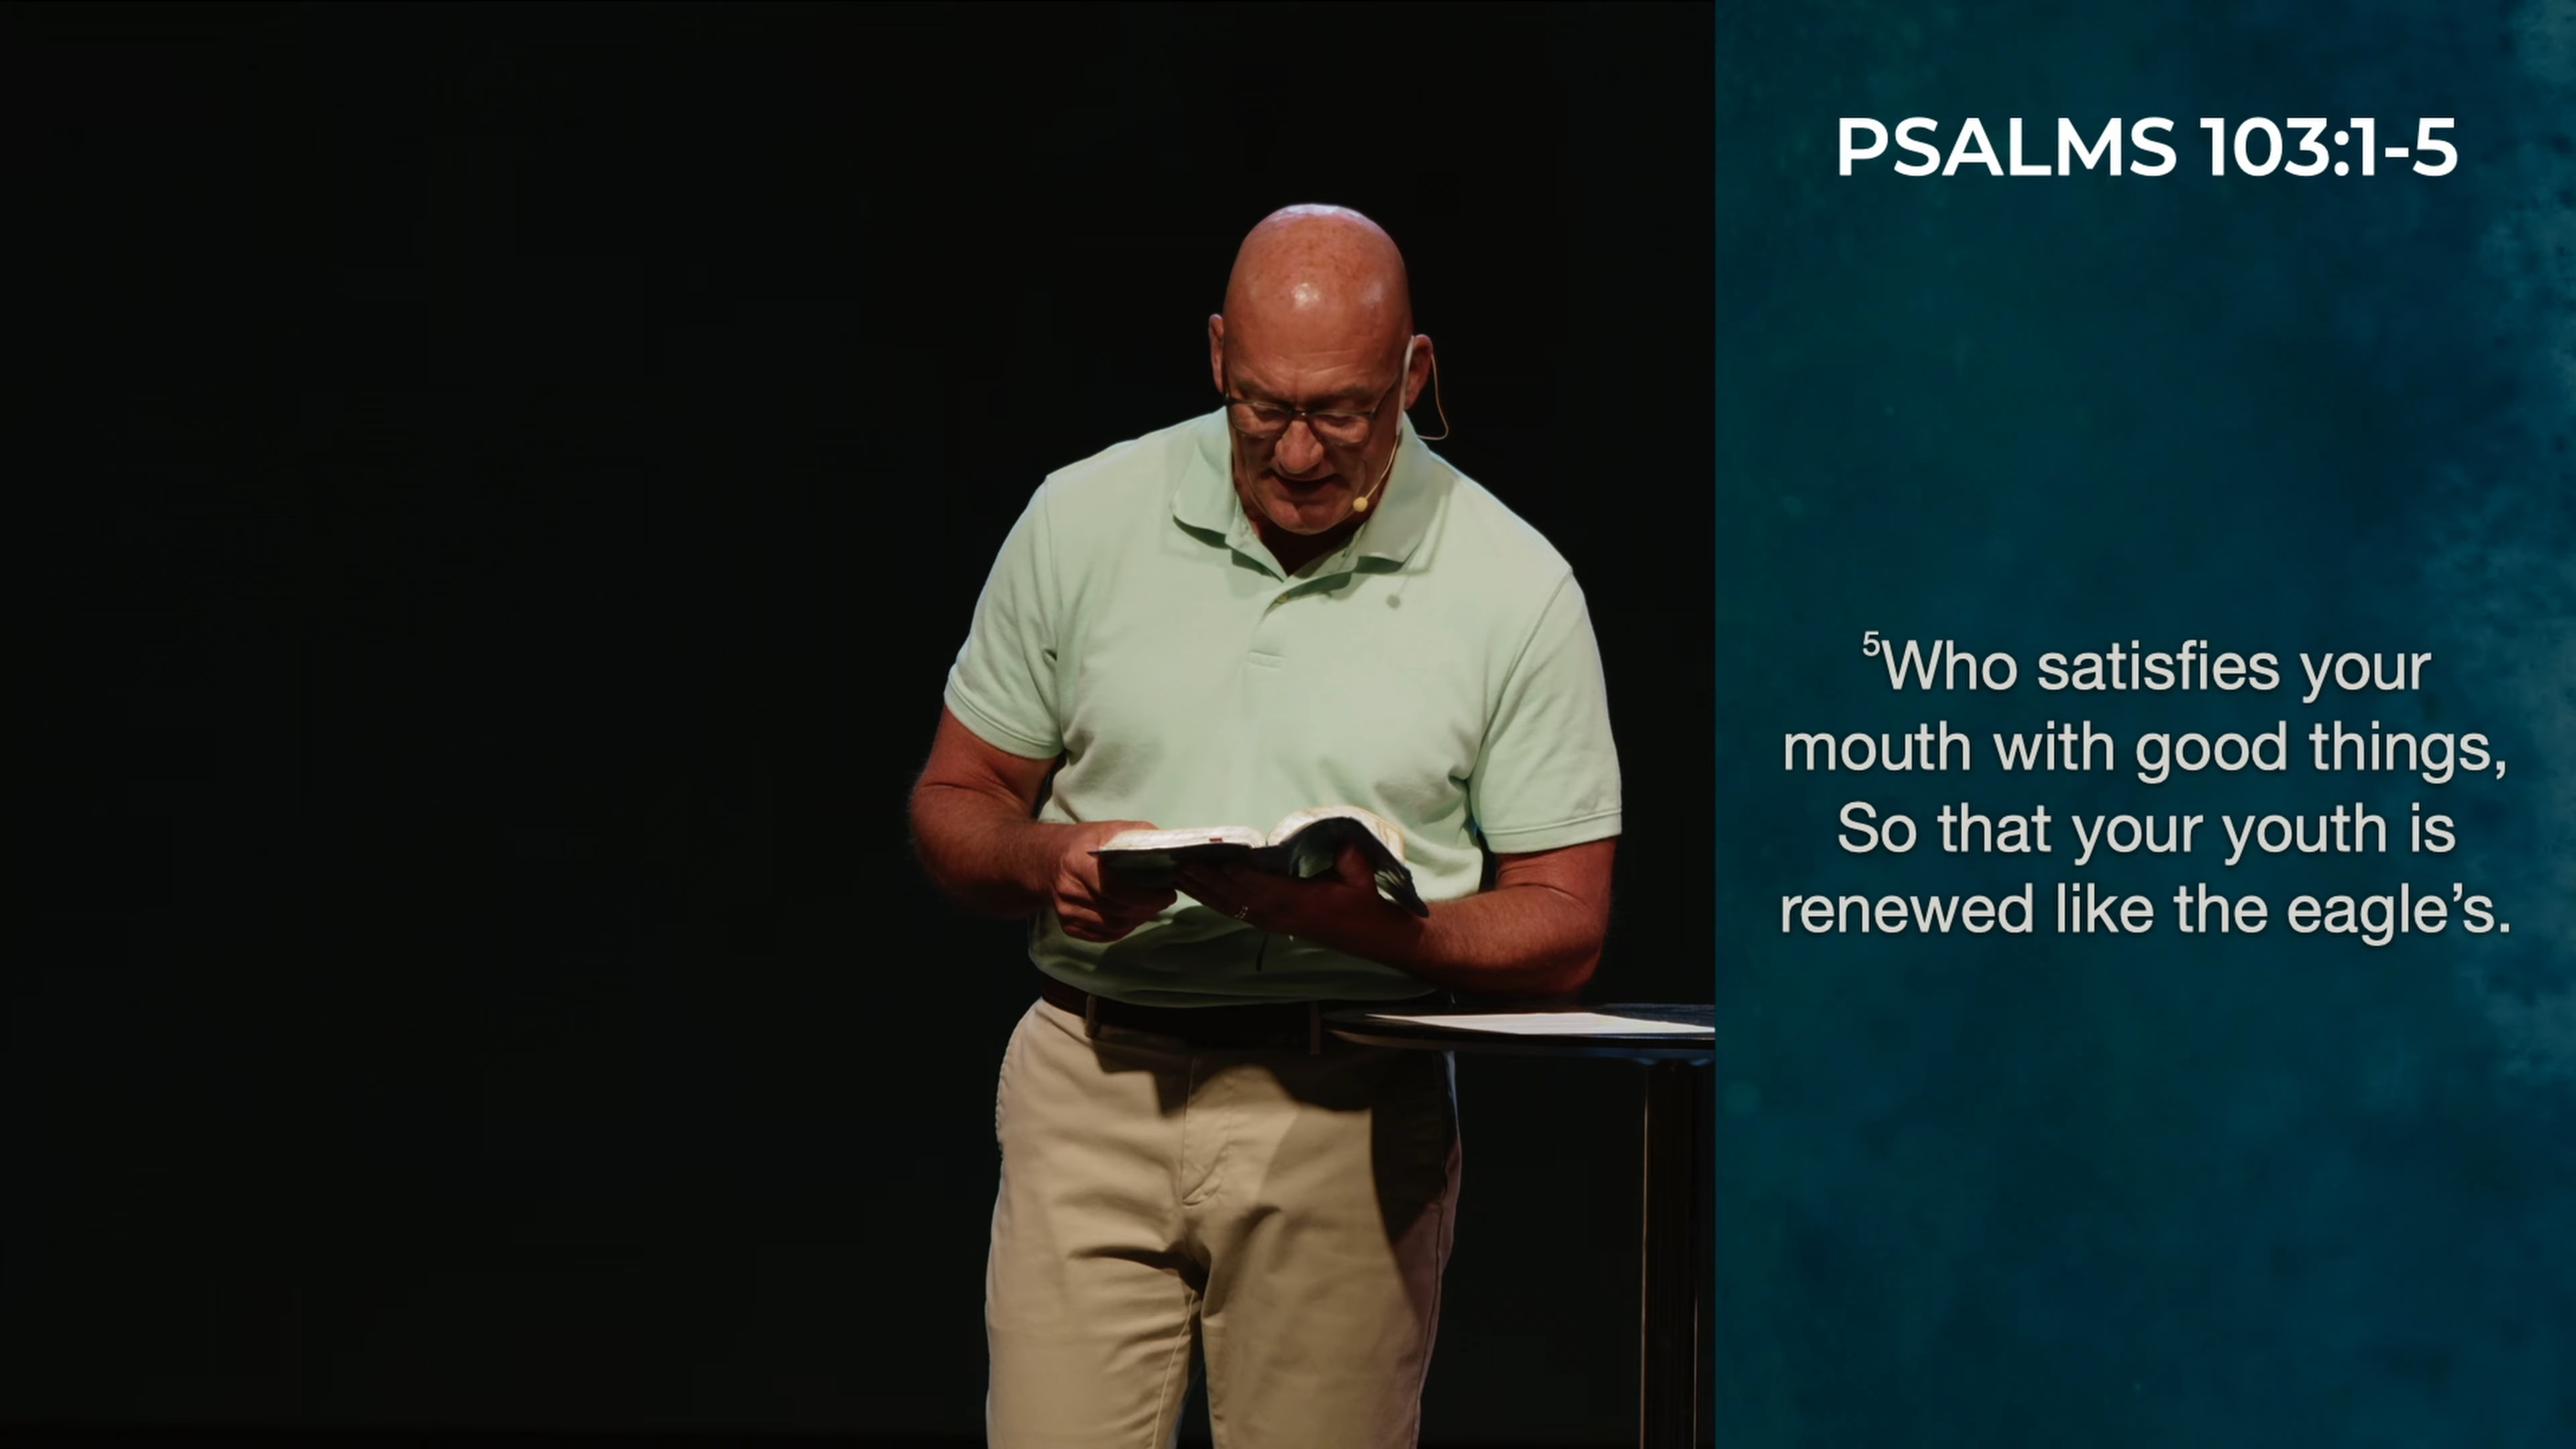 PSALMS 103:1-5
⁵Who satisfies your
mouth with good things,
So that your youth is
renewed like the eagle’s.